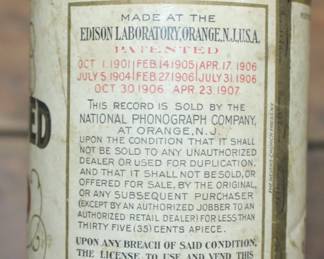 MADE AT THE
EDISON LABORATORY, ORANGE, N.J. U.S.A.
PATENTED
OCT 1. 1901 FEB. 14 1905 APR. 17. 1906
JULY 5 1904 FEB 27 1906 JULY 31. 1906
OCT 30 1906 APR. 23. 1907
THIS RECORD IS SOLD BY THE
NATIONAL PHONOGRAPH COMPANY,
AT ORANGE, N.J.
UPON THE CONDITION THAT IT SHALL
NOT BE SOLD TO ANY UNAUTHORIZED
DEALER OR USED FOR DUPLICATION.
AND THAT IT SHALL NOT BE SOLD, OR
OFFERED FOR SALE, BY THE ORIGINAL,
OR ANY SUBSEQUENT PURCHASER
(EXCEPT BY AN AUTHORIZED JOBBER TO AN
AUTHORIZED RETAIL DEALER) FOR LESS THAN
THIRTY FIVE (35) CENTS APIECE.
UPON ANY BREACH OF SAID CONDITION,
THE LICENSE TO USE AND VEND THIS
ED